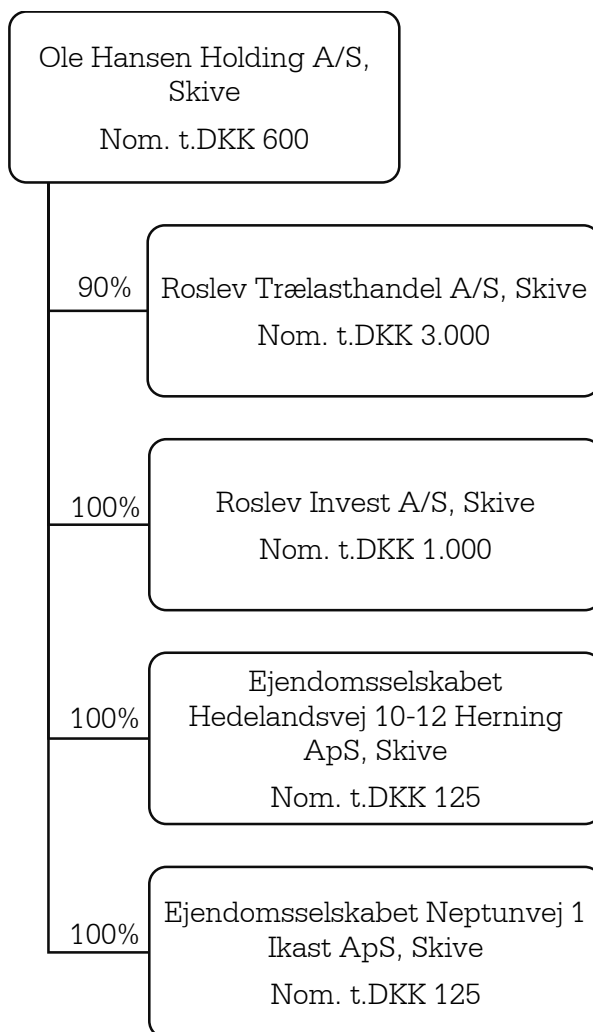 Ole Hansen Holding A/S,
Skive
Nom. t.DKK 600
90%
Roslev Trælasthandel A/S, Skive
Nom. t.DKK 3.000
100%
Roslev Invest A/S, Skive
Nom. t.DKK 1.000
100%
Ejendomsselskabet
Hedelandsvej 10-12 Herning
ApS, Skive
Nom. t.DKK 125
100%
Ejendomsselskabet Neptunvej 1
Ikast ApS, Skive
Nom. t.DKK 125